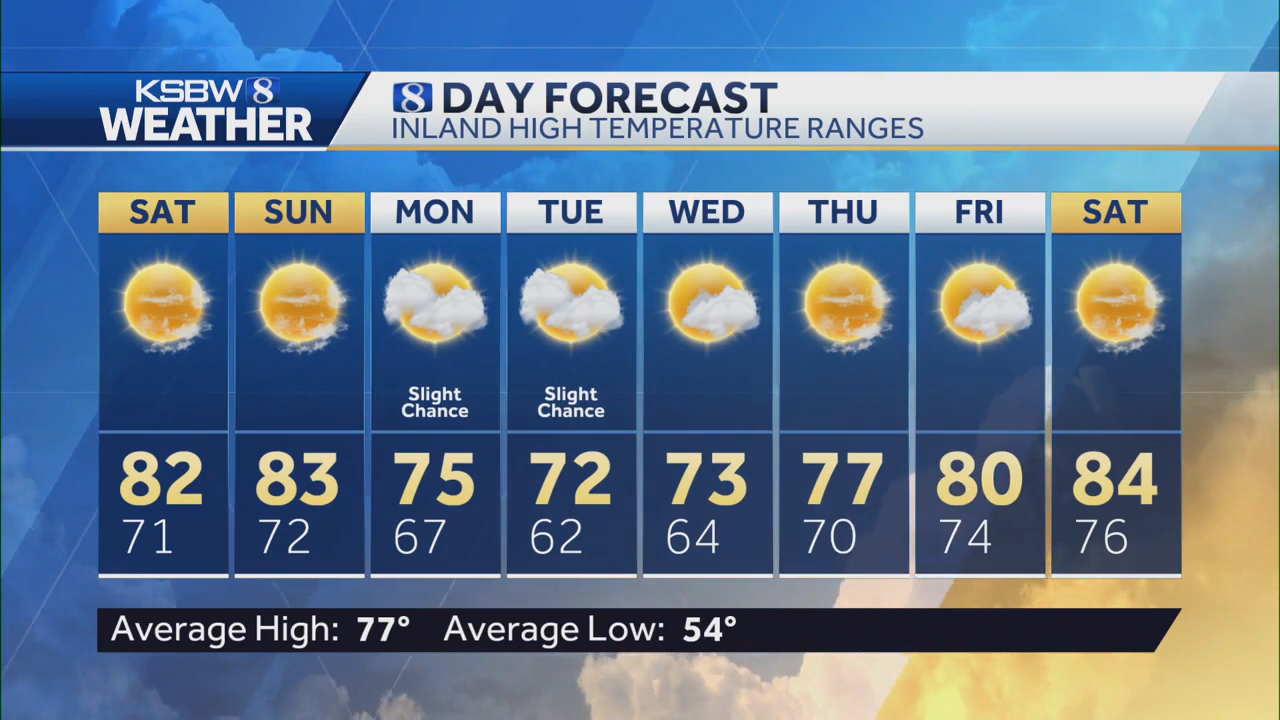 KSBW 8
WEATHER
8 DAY FORECAST
INLAND HIGH TEMPERATURE RANGES
SAT SUN MON TUE WED THU FRI SAT
Slight Slight
Chance Chance
82 83 75 72 73 77 80 84
71 72 67 62 64 70 74 76
Average High: 77° Average Low: 54°